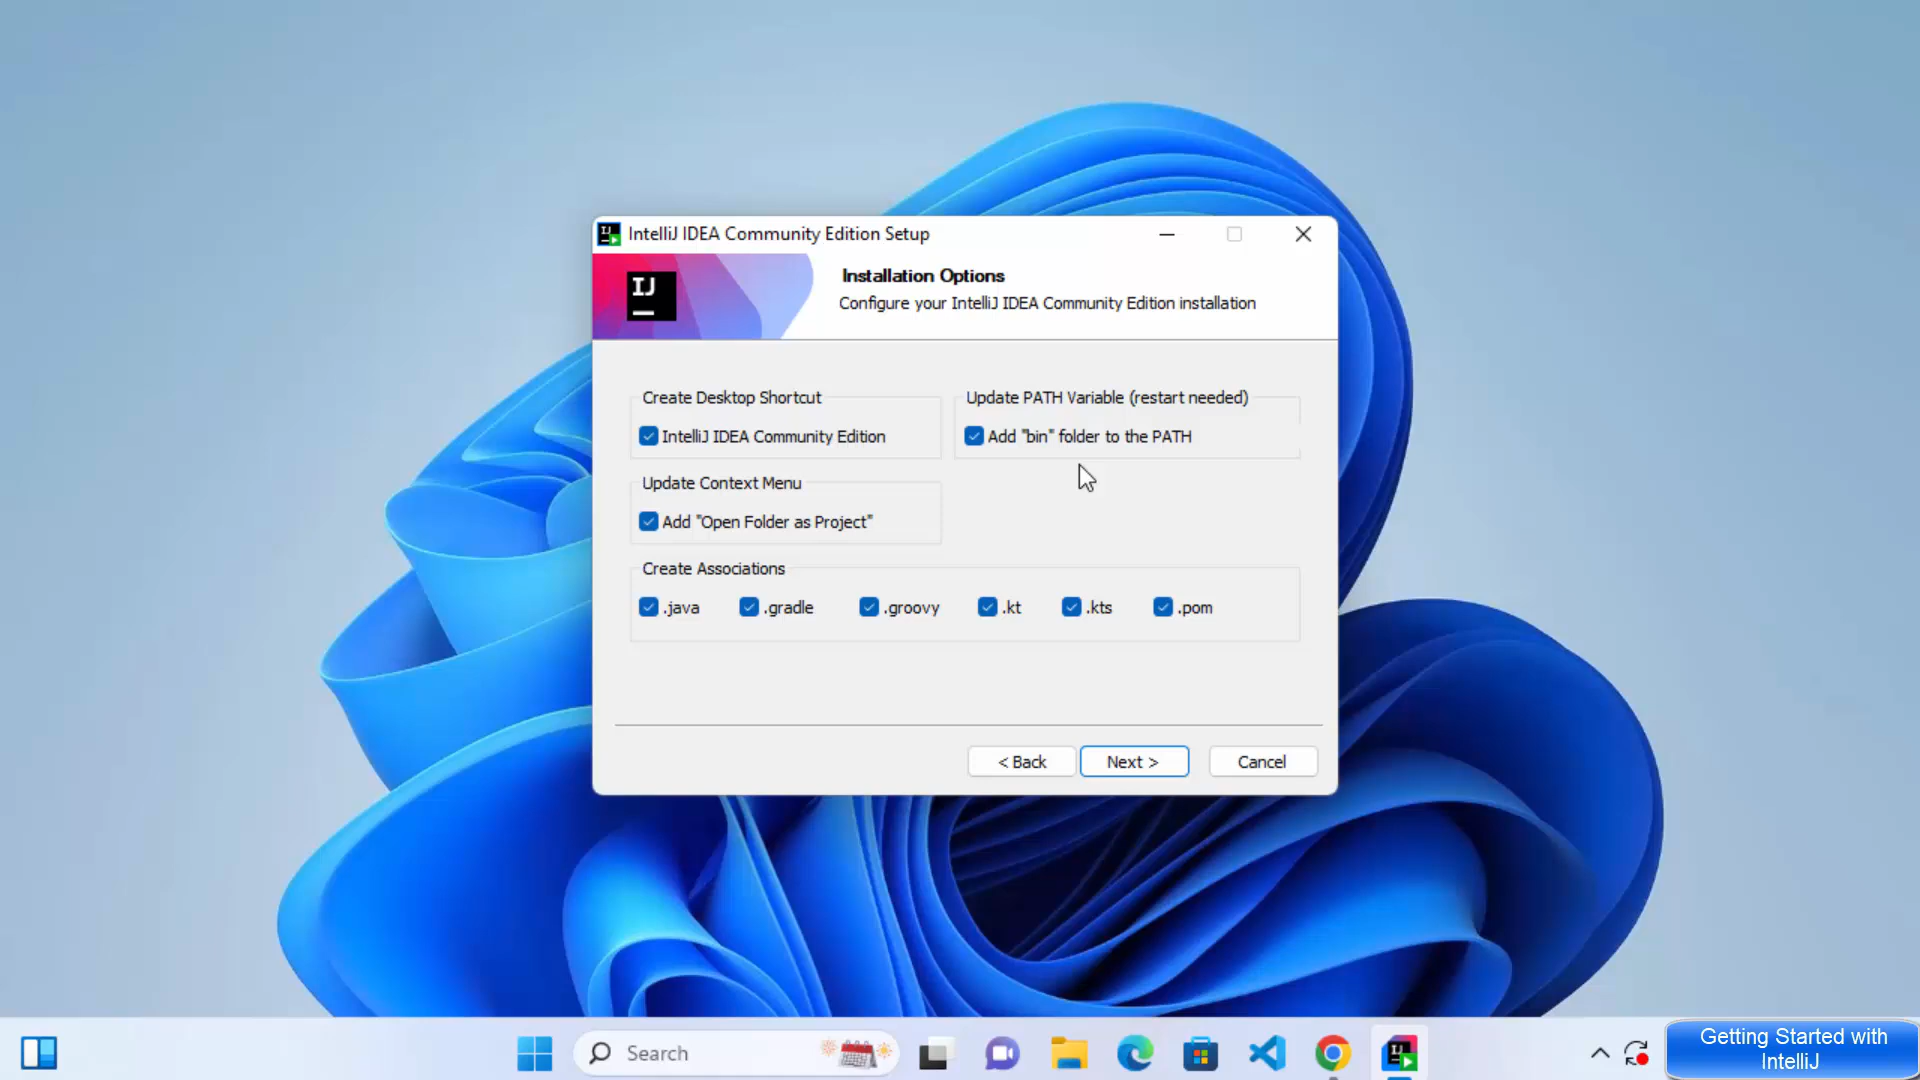 IntelliJ IDEA Community Edition Setup
IJ
Installation Options
Configure your IntelliJ IDEA Community Edition installation
Create Desktop Shortcut
IntelliJ IDEA Community Edition
Update PATH Variable (restart needed)
Add "bin" folder to the PATH
Update Context Menu
Add "Open Folder as Project"
Create Associations
.java .gradle .groovy .kt .kts .pom
< Back Next > Cancel
Search
Getting Started with
IntelliJ